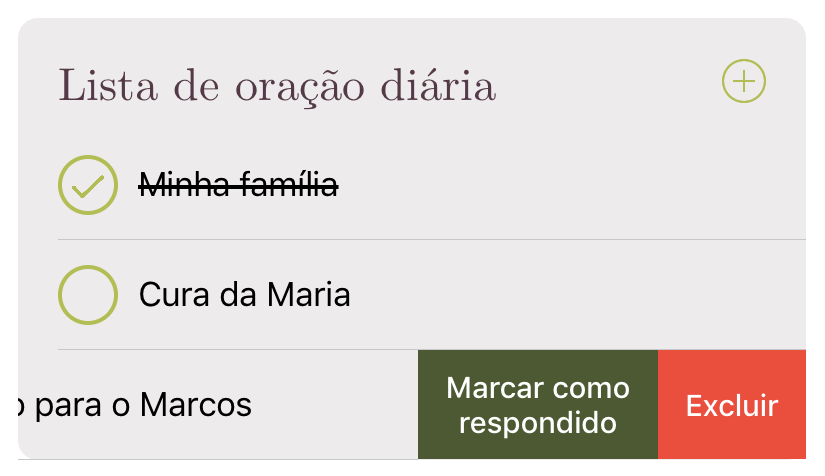 Lista de oração diária
Minha família
Cura da Maria
para o Marcos
Marcar como
respondido
Excluir